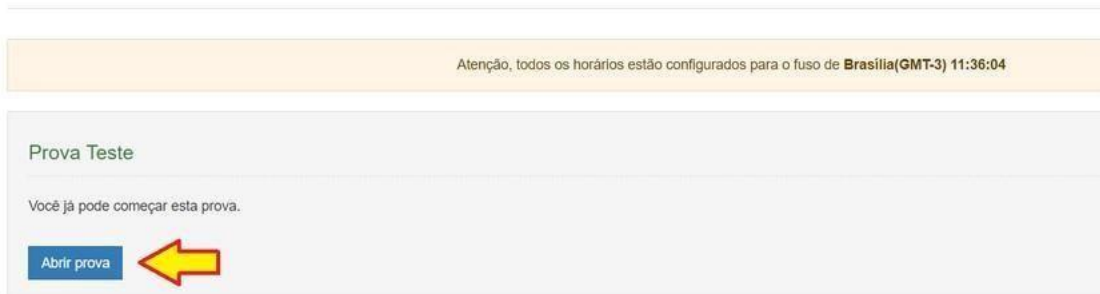 Atenção, todos os horários estão configurados para o fuso de Brasília(GMT-3) 11:36:04
Prova Teste
Você já pode começar esta prova.
Abrir prova